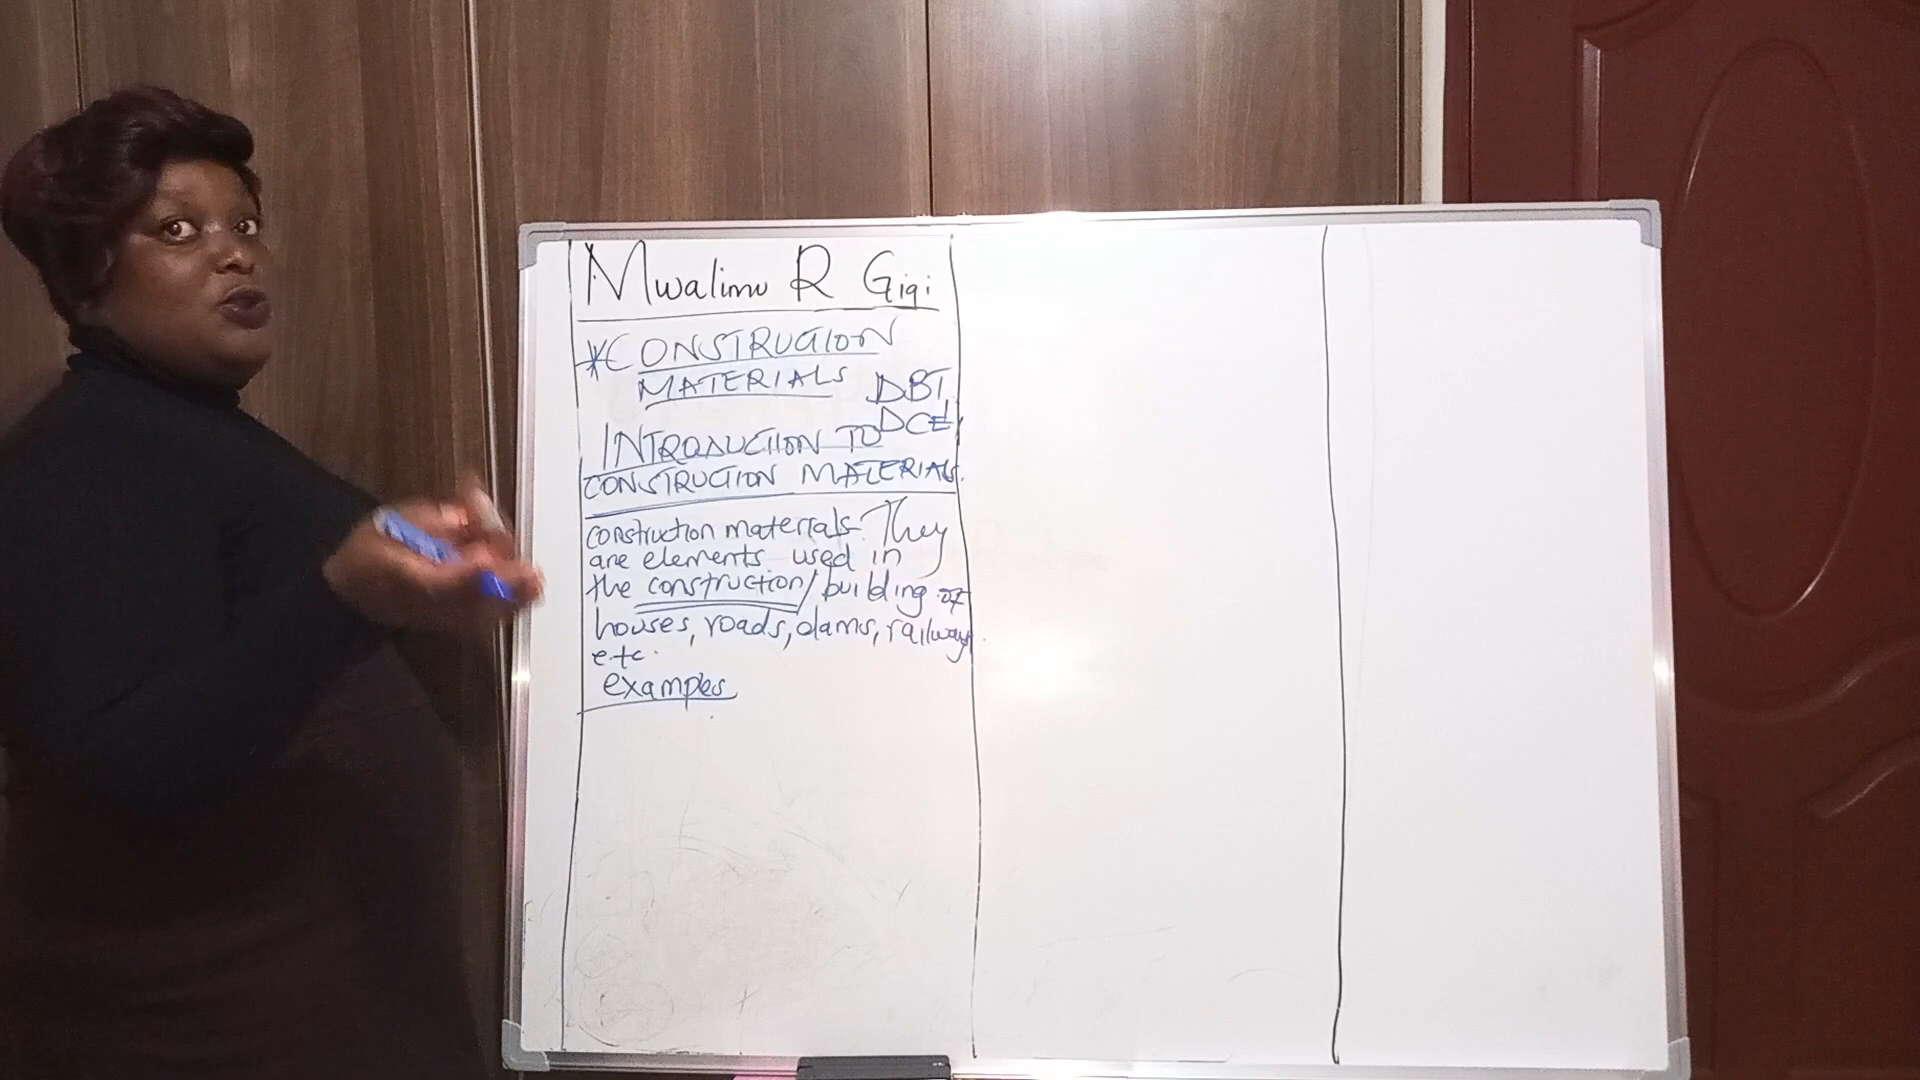 Mwalimu R Gigi
*CONSTRUCTION
MATERIALS DBT
DCE
INTRODUCTION TO
CONSTRUCTION MATERIALS.
construction materials. They
are elements used in
the construction/building of
houses, roads, dams, railways.
etc.
examples